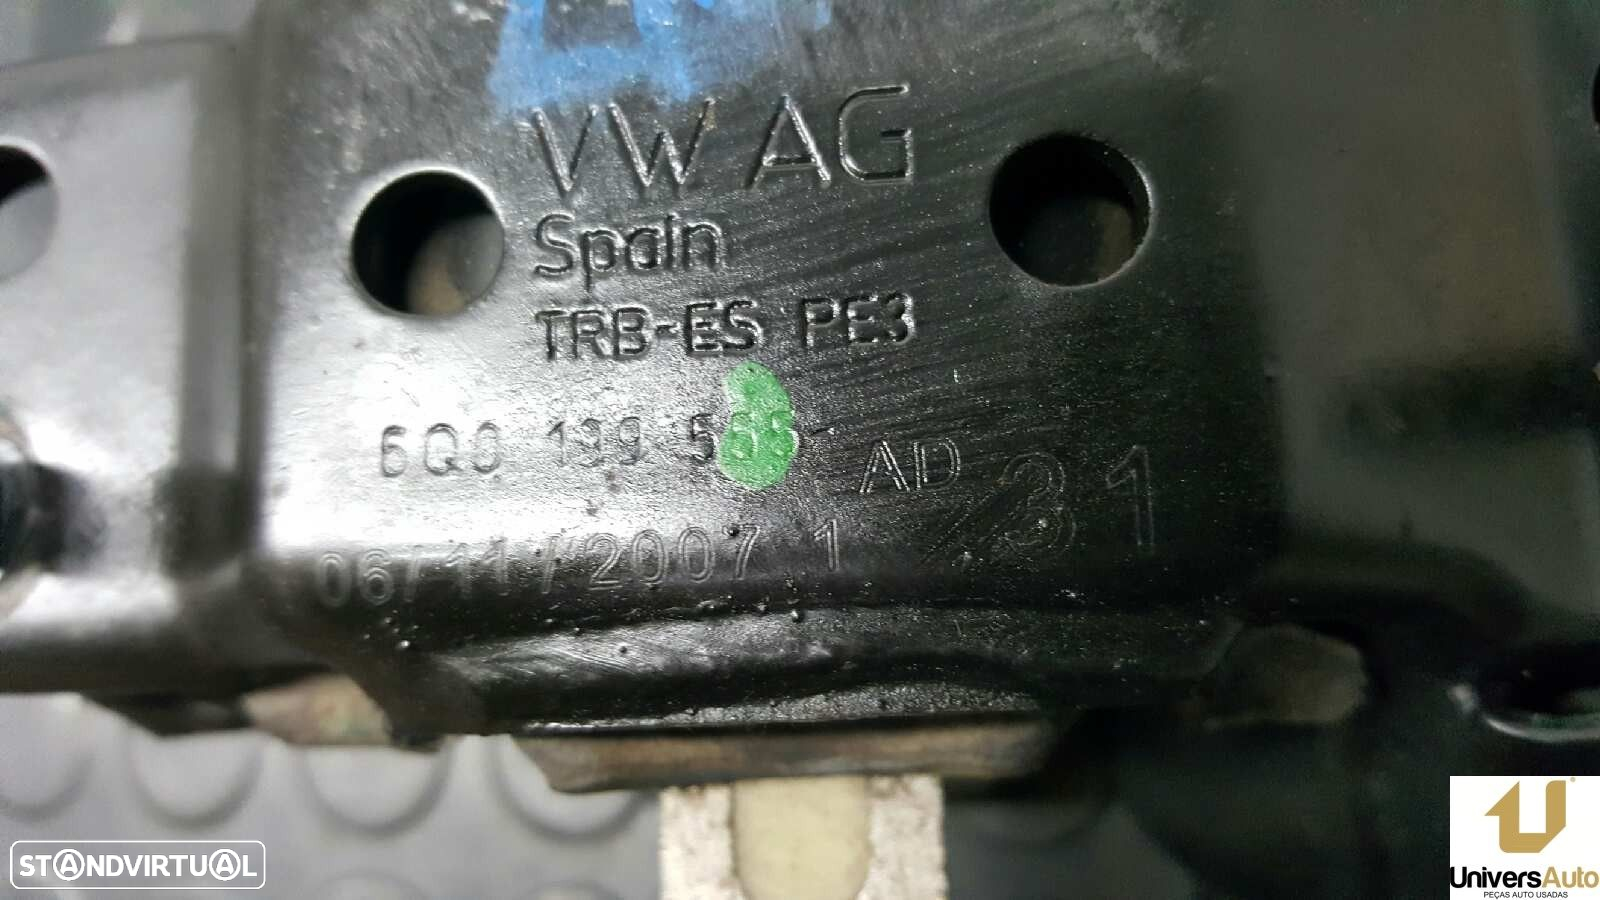 VW AG
Spain
TRB-ES PE3
6Q0 199 555 AD
31
06/11/2007 1
STANDVIRTUAL
UniversAuto
PEÇAS AUTO USADAS